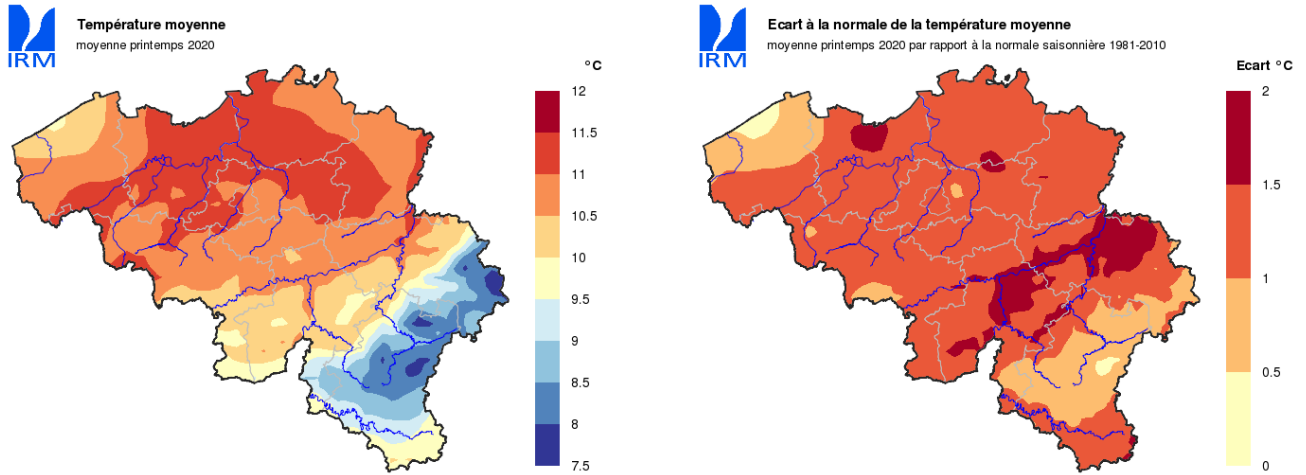 IRM
Température moyenne
moyenne printemps 2020
°C
12
11.5
11
10.5
10
9.5
9
8.5
8
7.5
IRM
Ecart à la normale de la température moyenne
moyenne printemps 2020 par rapport à la normale saisonnière 1981-2010
Ecart °C
2
1.5
1
0.5
0